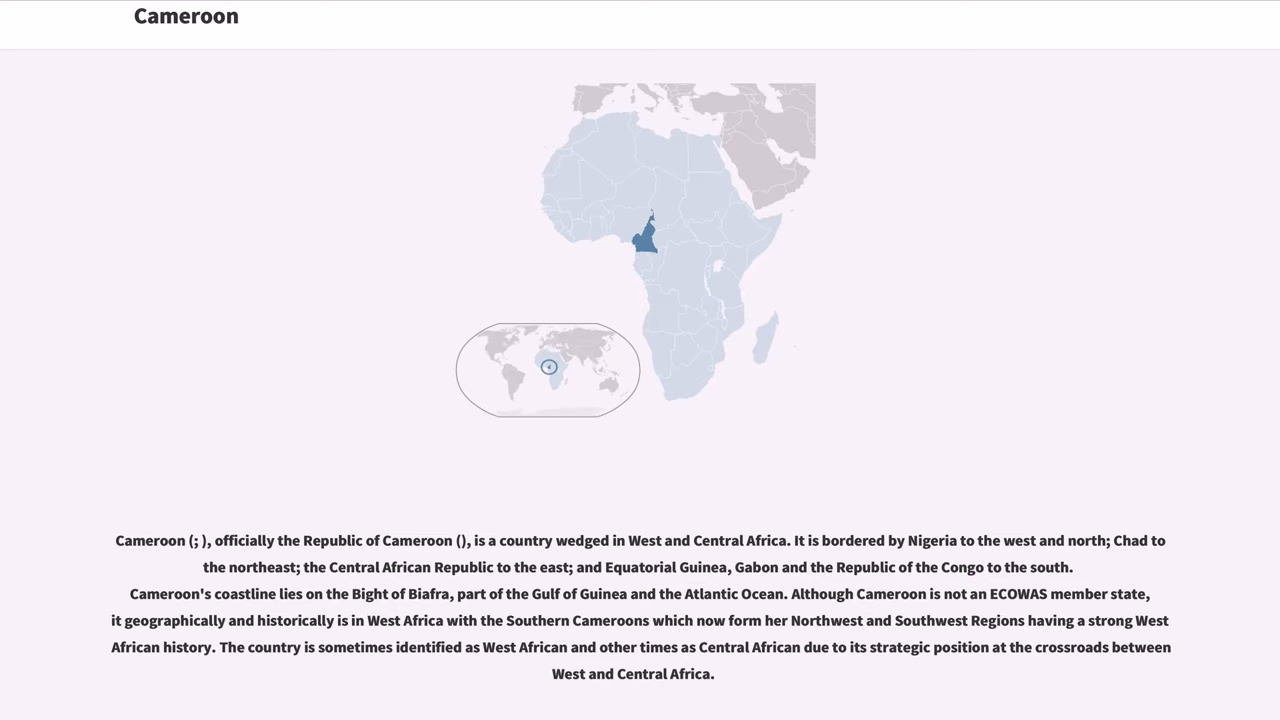 Cameroon
Cameroon (; ), officially the Republic of Cameroon (), is a country wedged in West and Central Africa. It is bordered by Nigeria to the west and north; Chad to
the northeast; the Central African Republic to the east; and Equatorial Guinea, Gabon and the Republic of the Congo to the south.
Cameroon's coastline lies on the Bight of Biafra, part of the Gulf of Guinea and the Atlantic Ocean. Although Cameroon is not an ECOWAS member state,
it geographically and historically is in West Africa with the Southern Cameroons which now form her Northwest and Southwest Regions having a strong West
African history. The country is sometimes identified as West African and other times as Central African due to its strategic position at the crossroads between
West and Central Africa.